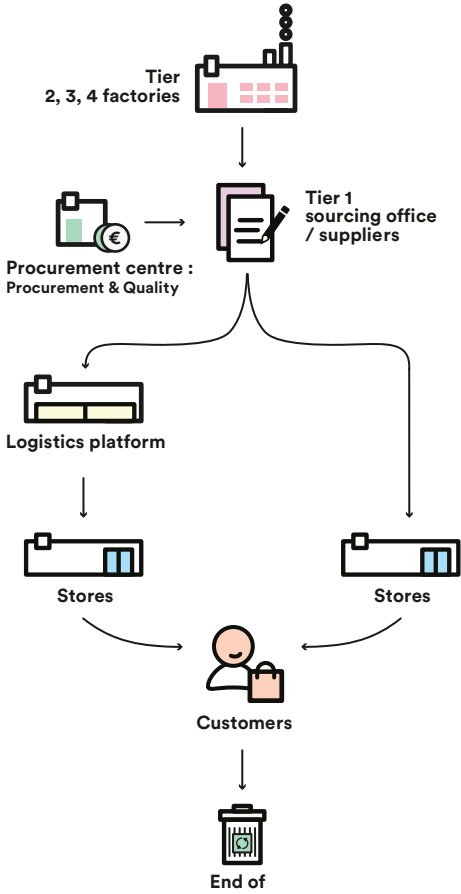 Tier
2, 3, 4 factories
Tier 1
sourcing office
/ suppliers
€
Procurement centre :
Procurement & Quality
Logistics platform
Stores
Stores
Customers
End of